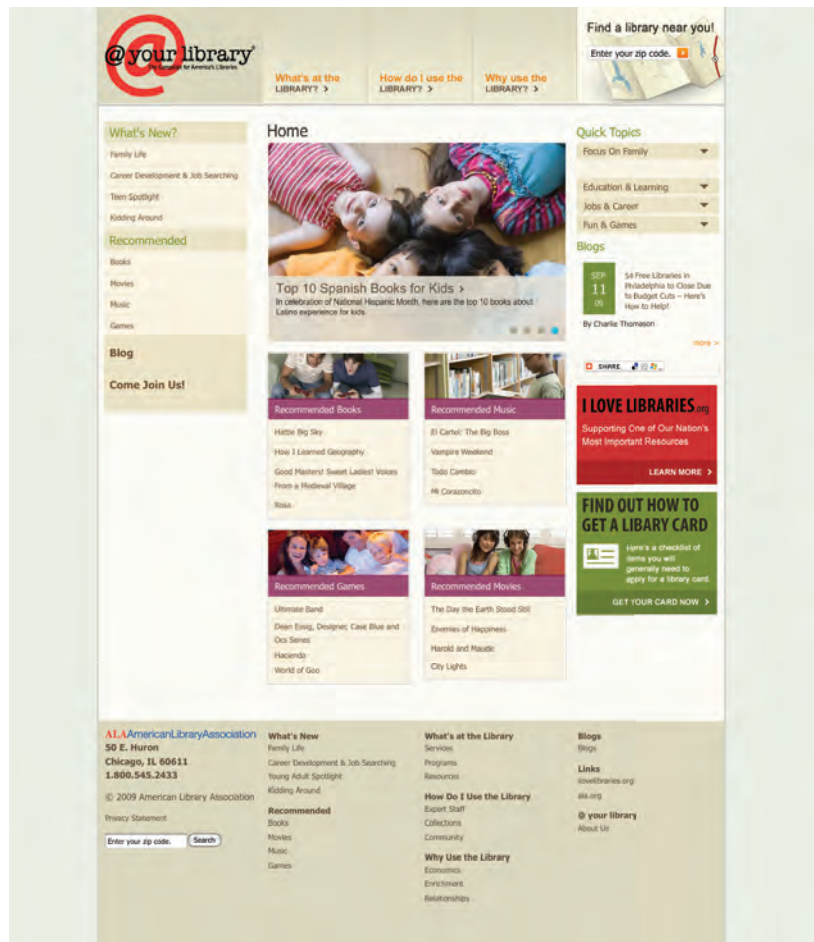 @ your library®
The Campaign for America's Libraries
What's at the
LIBRARY? >
How do I use the
LIBRARY? >
Why use the
LIBRARY? >
Find a library near you!
Enter your zip code.
What's New?
Family Life
Career Development & Job Searching
Teen Spotlight
Kidding Around
Recommended
Books
Movies
Music
Games
Blog
Come Join Us!
Home
Top 10 Spanish Books for Kids >
In celebration of National Hispanic Month, here are the top 10 books about
Latino experience for kids.
Recommended Books
Hattie Big Sky
How I Learned Geography
Good Masters! Sweet Ladies! Voices
From a Medieval Village
Rosa
Recommended Music
El Cartel: The Big Boss
Vampire Weekend
Todo Cambio
Mi Corazoncito
Recommended Games
Ultimate Band
Dean Essig, Designer; Case Blue and
Ocs Series
Hacienda
World of Goo
Recommended Movies
The Day the Earth Stood Still
Enemies of Happiness
Harold and Maude
City Lights
Quick Topics
Focus On Family
Education & Learning
Jobs & Career
Fun & Games
Blogs
SEP
11
09
54 Free Libraries in
Philadelphia to Close Due
to Budget Cuts – Here's
How to Help!
By Charlie Thomason
more >
SHARE
I LOVE LIBRARIES.org
Supporting One of Our Nation's
Most Important Resources
LEARN MORE >
FIND OUT HOW TO
GET A LIBARY CARD
Here's a checklist of
items you will
generally need to
apply for a library card
GET YOUR CARD NOW >
ALAAmericanLibraryAssociation
50 E. Huron
Chicago, IL 60611
1.800.545.2433
© 2009 American Library Association
Privacy Statement
Enter your zip code.
Search
What's New
Family Life
Career Development & Job Searching
Young Adult Spotlight
Kidding Around
Recommended
Books
Movies
Music
Games
What's at the Library
Services
Programs
Resources
How Do I Use the Library
Expert Staff
Collections
Community
Why Use the Library
Economics
Enrichment
Relationships
Blogs
Blogs
Links
ilovelibraries.org
ala.org
@ your library
About Us